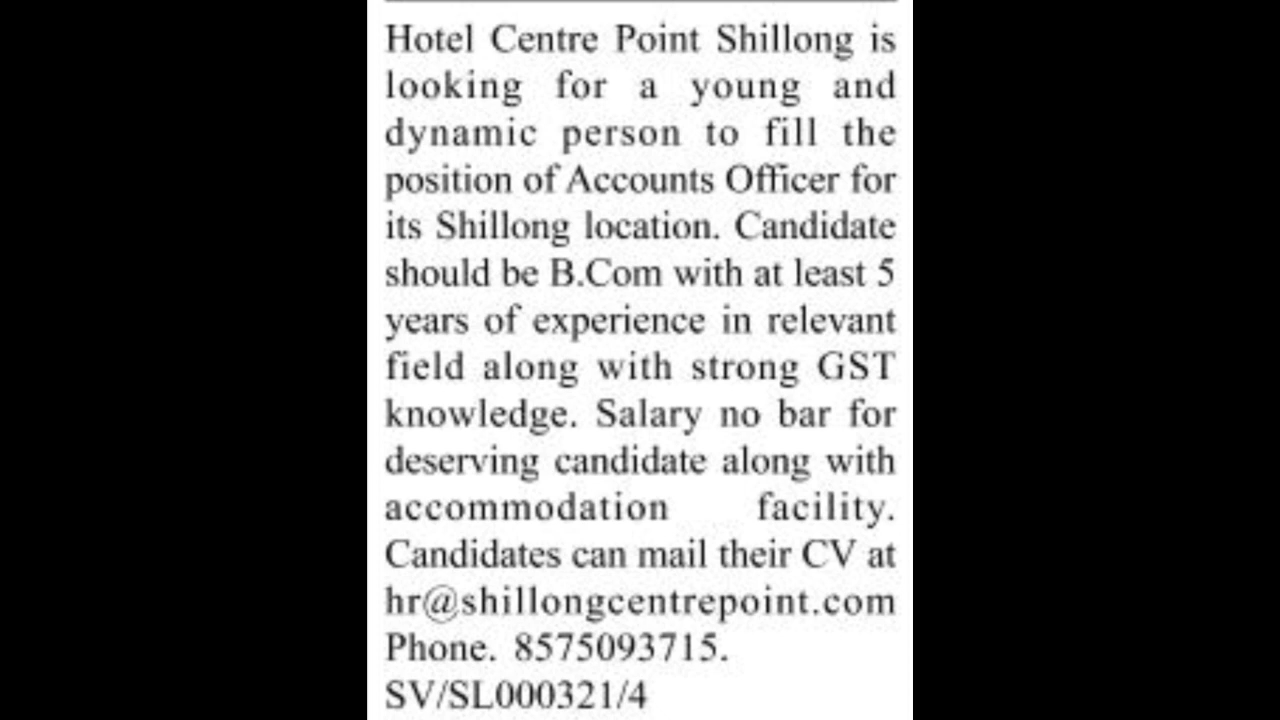 Hotel Centre Point Shillong is
looking for a young and
dynamic person to fill the
position of Accounts Officer for
its Shillong location. Candidate
should be B.Com with at least 5
years of experience in relevant
field along with strong GST
knowledge. Salary no bar for
deserving candidate along with
accommodation facility.
Candidates can mail their CV at
hr@shillongcentrepoint.com
Phone. 8575093715.
SV/SL000321/4